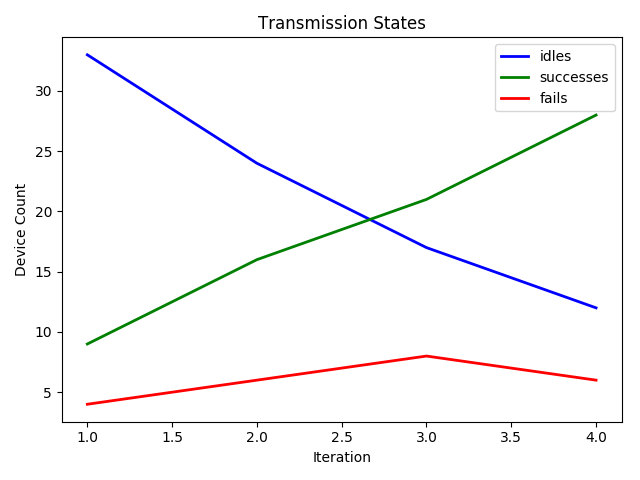 Transmission States
idles
successes
fails
Device Count
30
25
20
15
10
5
1.0 1.5 2.0 2.5 3.0 3.5 4.0
Iteration